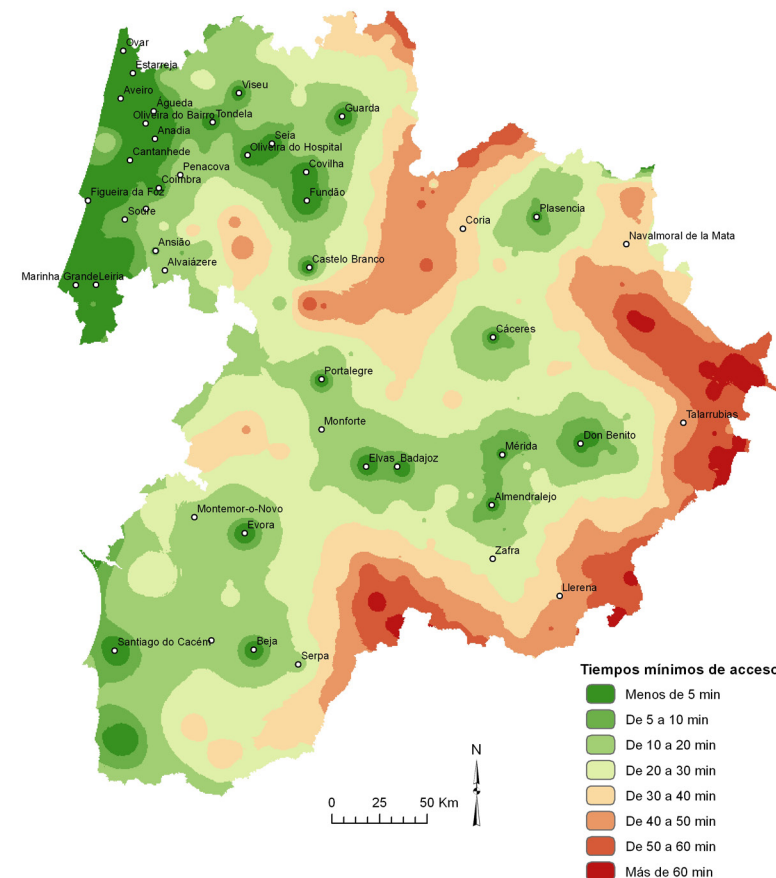 Ovar
Estarreja
Aveiro
Viseu
Águeda
Guarda
Oliveira do Bairro
Tondela
Anadia
Seia
Oliveira do Hospital
Cantanhede
Penacova
Covilha
Coimbra
Figueira da Foz
Fundão
Soure
Plasencia
Coria
Navalmoral de la Mata
Ansião
Alvaiázere
Castelo Branco
Marinha Grande
Leiria
Cáceres
Portalegre
Talarrubias
Monforte
Mérida
Don Benito
Elvas
Badajoz
Almendralejo
Montemor-o-Novo
Evora
Zafra
Llerena
Santiago do Cacém
Beja
Serpa
Tiempos mínimos de acceso
Menos de 5 min
De 5 a 10 min
De 10 a 20 min
De 20 a 30 min
De 30 a 40 min
De 40 a 50 min
De 50 a 60 min
Más de 60 min
N
0 25 50 Km